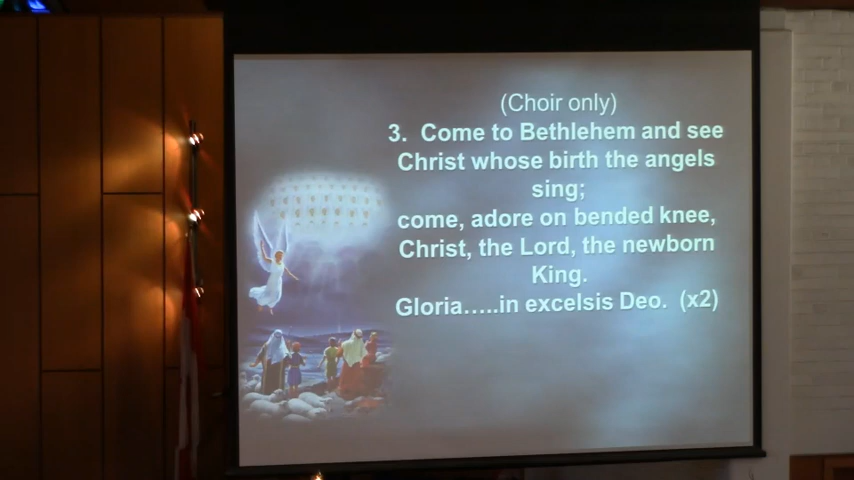 (Choir only)
3. Come to Bethlehem and see
Christ whose birth the angels
sing;
come, adore on bended knee,
Christ, the Lord, the newborn
King.
Gloria.....in excelsis Deo. (x2)